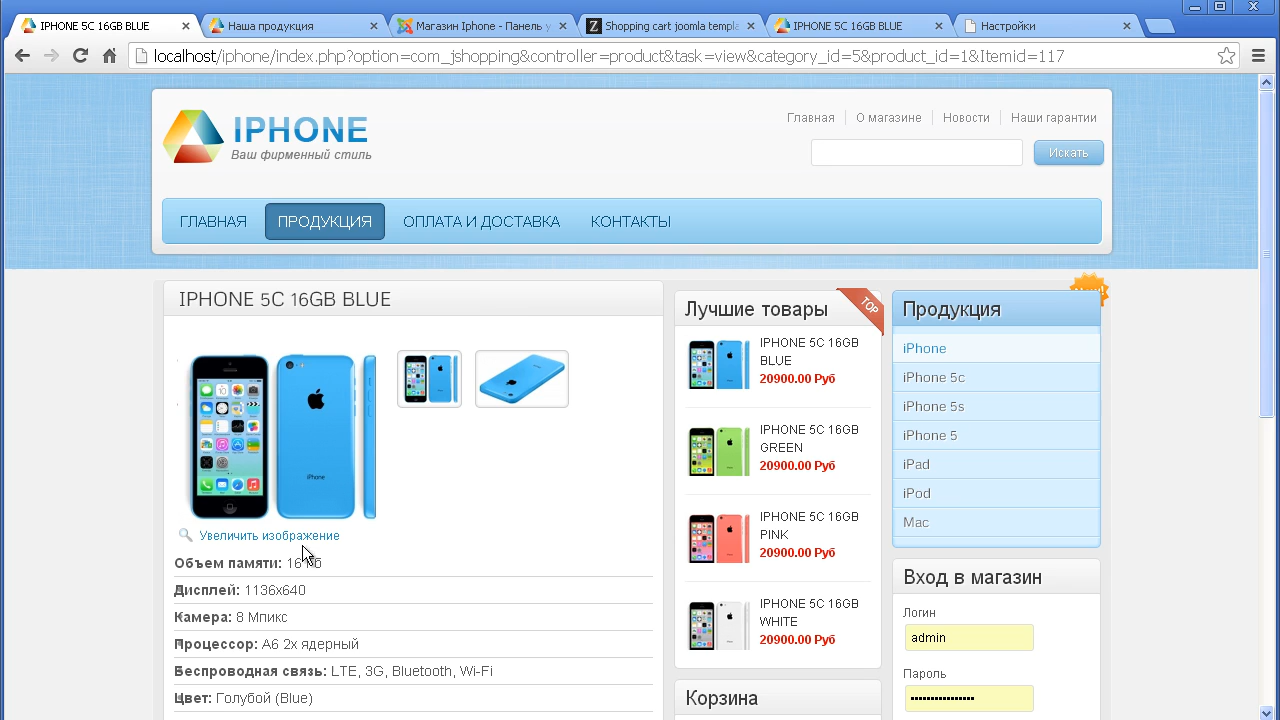 IPHONE 5C 16GB BLUE
Наша продукция
Магазин Iphone - Панель у
Shopping cart joomla te
IPHONE 5C 16GB BLUE
Настройки
localhost/iphone/index.php?option=com_jshopping&controller=product&task=view&category_id=5&product_id=1&Itemid=117
IPHONE
Ваш фирменный стиль
Главная
О магазине
Новости
Наши гарантии
Искать
ГЛАВНАЯ
ПРОДУКЦИЯ
ОПЛАТА И ДОСТАВКА
КОНТАКТЫ
IPHONE 5C 16GB BLUE
Увеличить изображение
Объем памяти: 16
Дисплей: 1136x640
Камера: 8 Мпикс
Процессор: A6 2х ядерный
Беспроводная связь: LTE, 3G, Bluetooth, Wi-Fi
Цвет: Голубой (Blue)
Лучшие товары
TOP
IPHONE 5C 16GB
BLUE
20900.00 Руб
IPHONE 5C 16GB
GREEN
20900.00 Руб
IPHONE 5C 16GB
PINK
20900.00 Руб
IPHONE 5C 16GB
WHITE
20900.00 Руб
Корзина
Продукция
iPhone
iPhone 5c
iPhone 5s
iPhone 5
iPad
iPod
Mac
Вход в магазин
Логин
admin
Пароль